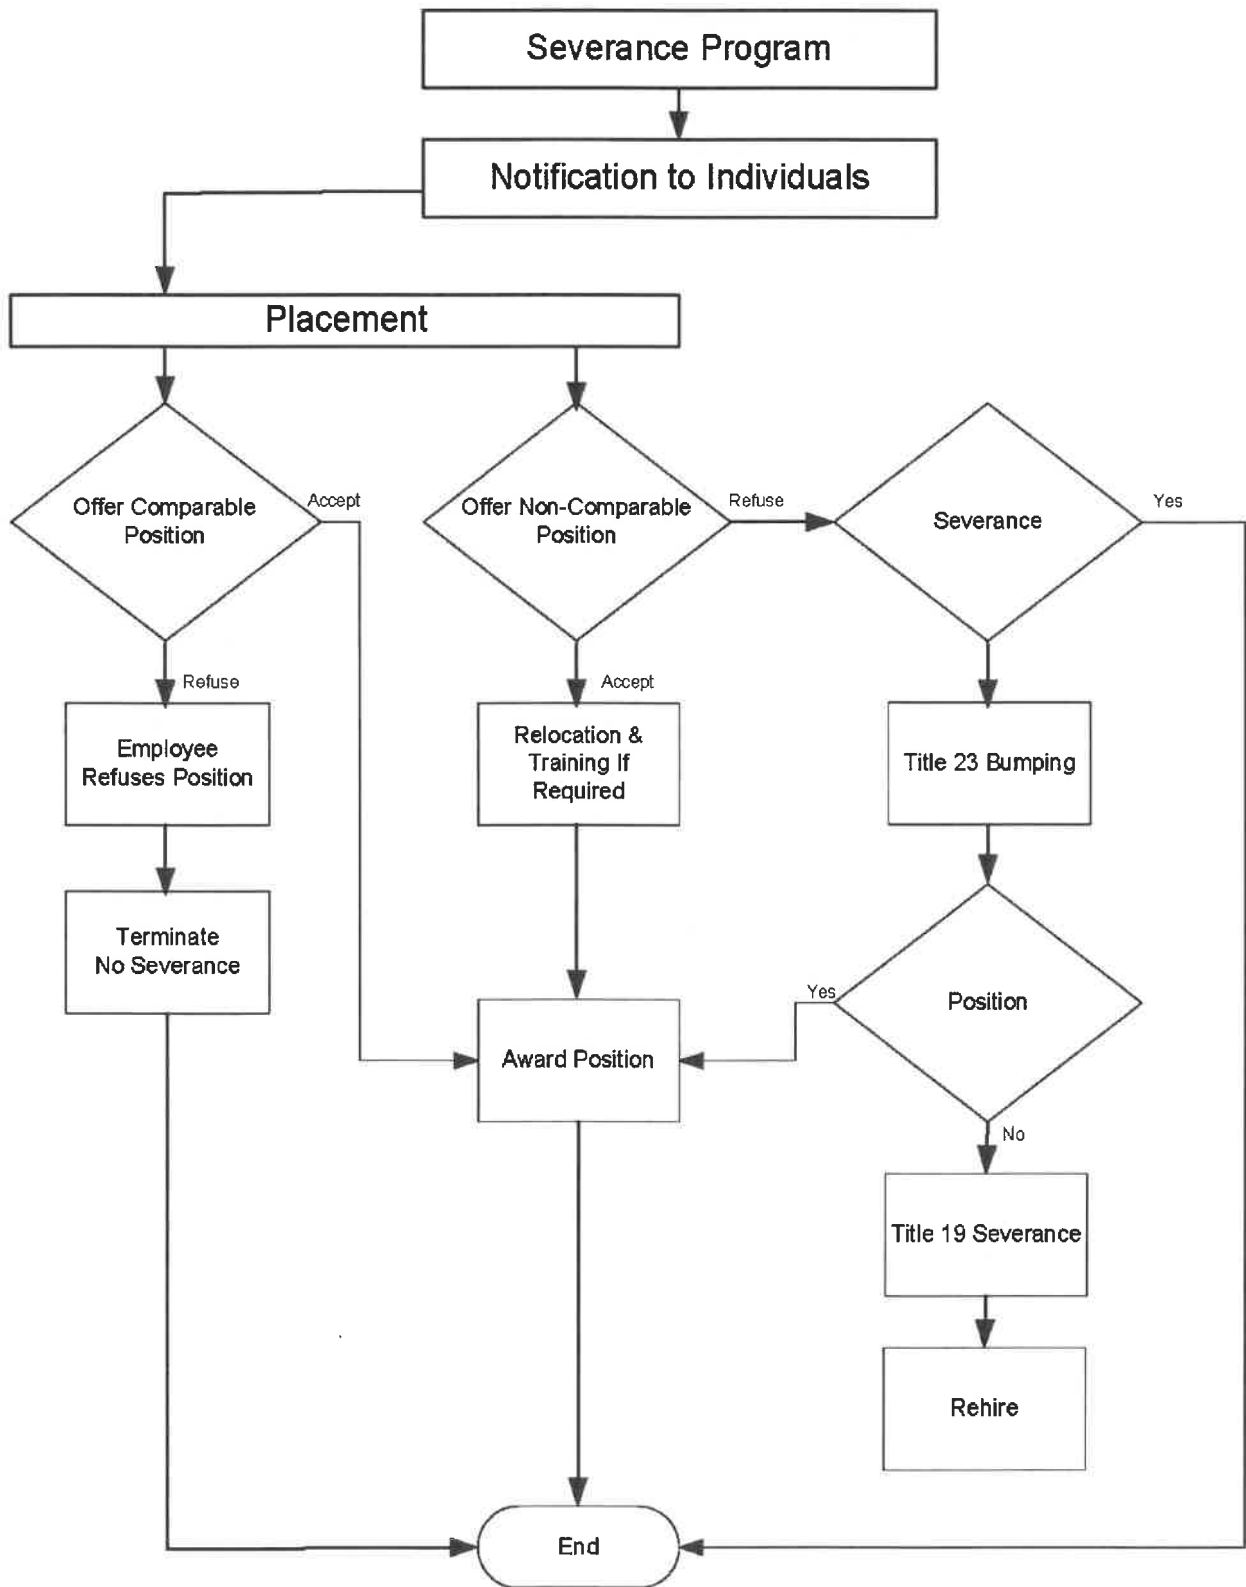 Severance Program
Notification to Individuals
Placement
Offer Comparable
Position
Accept
Offer Non-Comparable
Position
Refuse
Severance
Yes
Refuse
Employee
Refuses Position
Accept
Relocation &
Training If
Required
Title 23 Bumping
Terminate
No Severance
Award Position
Yes
Position
No
Title 19 Severance
Rehire
End